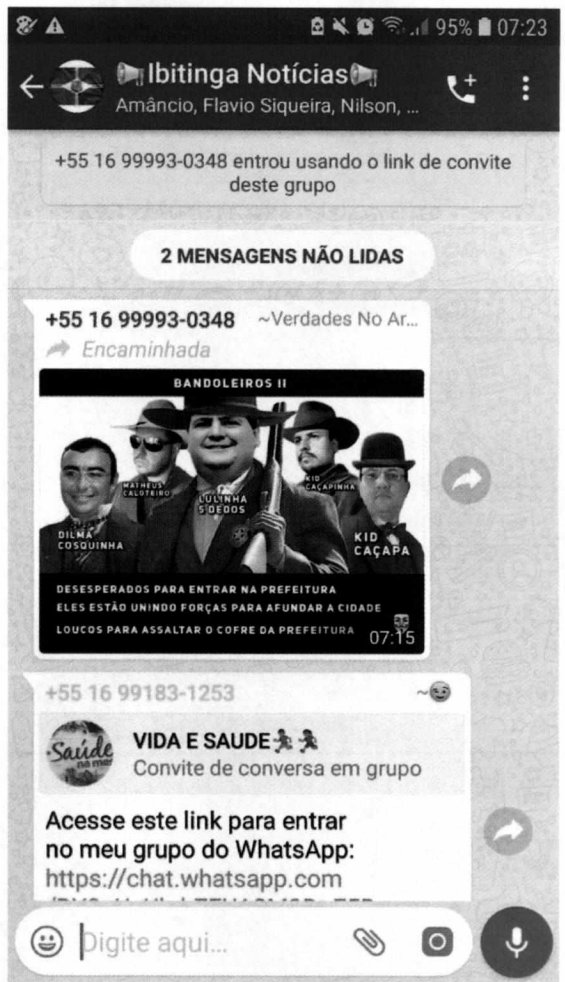 95% 07:23
Ibitinga Notícias
Amâncio, Flavio Siqueira, Nilson, ...
+55 16 99993-0348 entrou usando o link de convite
deste grupo
2 MENSAGENS NÃO LIDAS
+55 16 99993-0348 ~Verdades No Ar...
Encaminhada
BANDOLEIROS II
MATHEUS
CALOTEIRO
KID
CAÇAPINHA
LULINHA
5 DEDOS
DILMA
COSQUINHA
KID
CAÇAPA
DESESPERADOS PARA ENTRAR NA PREFEITURA
ELES ESTÃO UNINDO FORÇAS PARA AFUNDAR A CIDADE
LOUCOS PARA ASSALTAR O COFRE DA PREFEITURA
07:15
+55 16 99183-1253 ~
Saúde
na mes
VIDA E SAUDE
Convite de conversa em grupo
Acesse este link para entrar
no meu grupo do WhatsApp:
https://chat.whatsapp.com
Digite aqui...